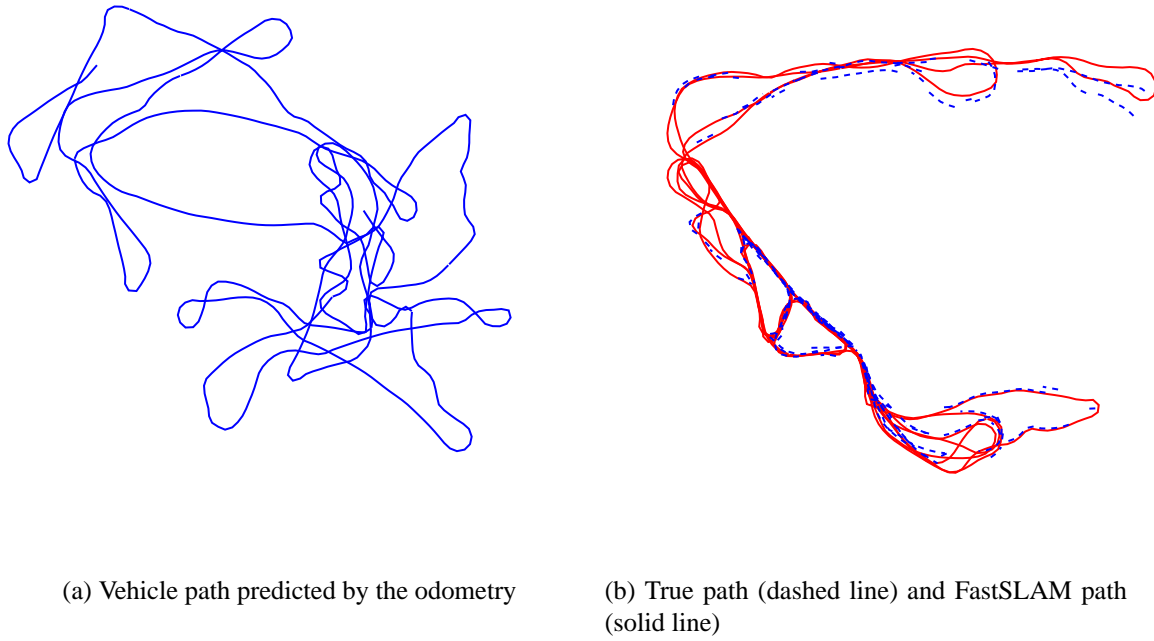 (a) Vehicle path predicted by the odometry
(b) True path (dashed line) and FastSLAM path
(solid line)